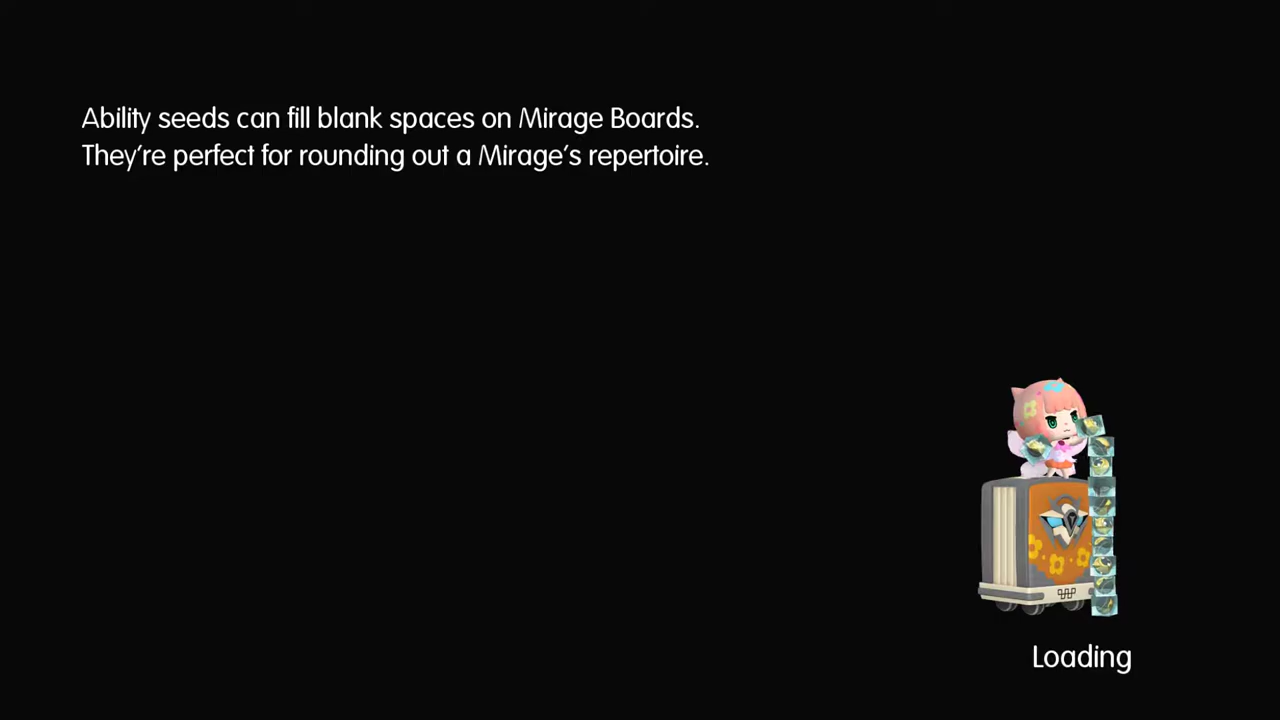 Ability seeds can fill blank spaces on Mirage Boards.
They're perfect for rounding out a Mirage's repertoire.
Loading